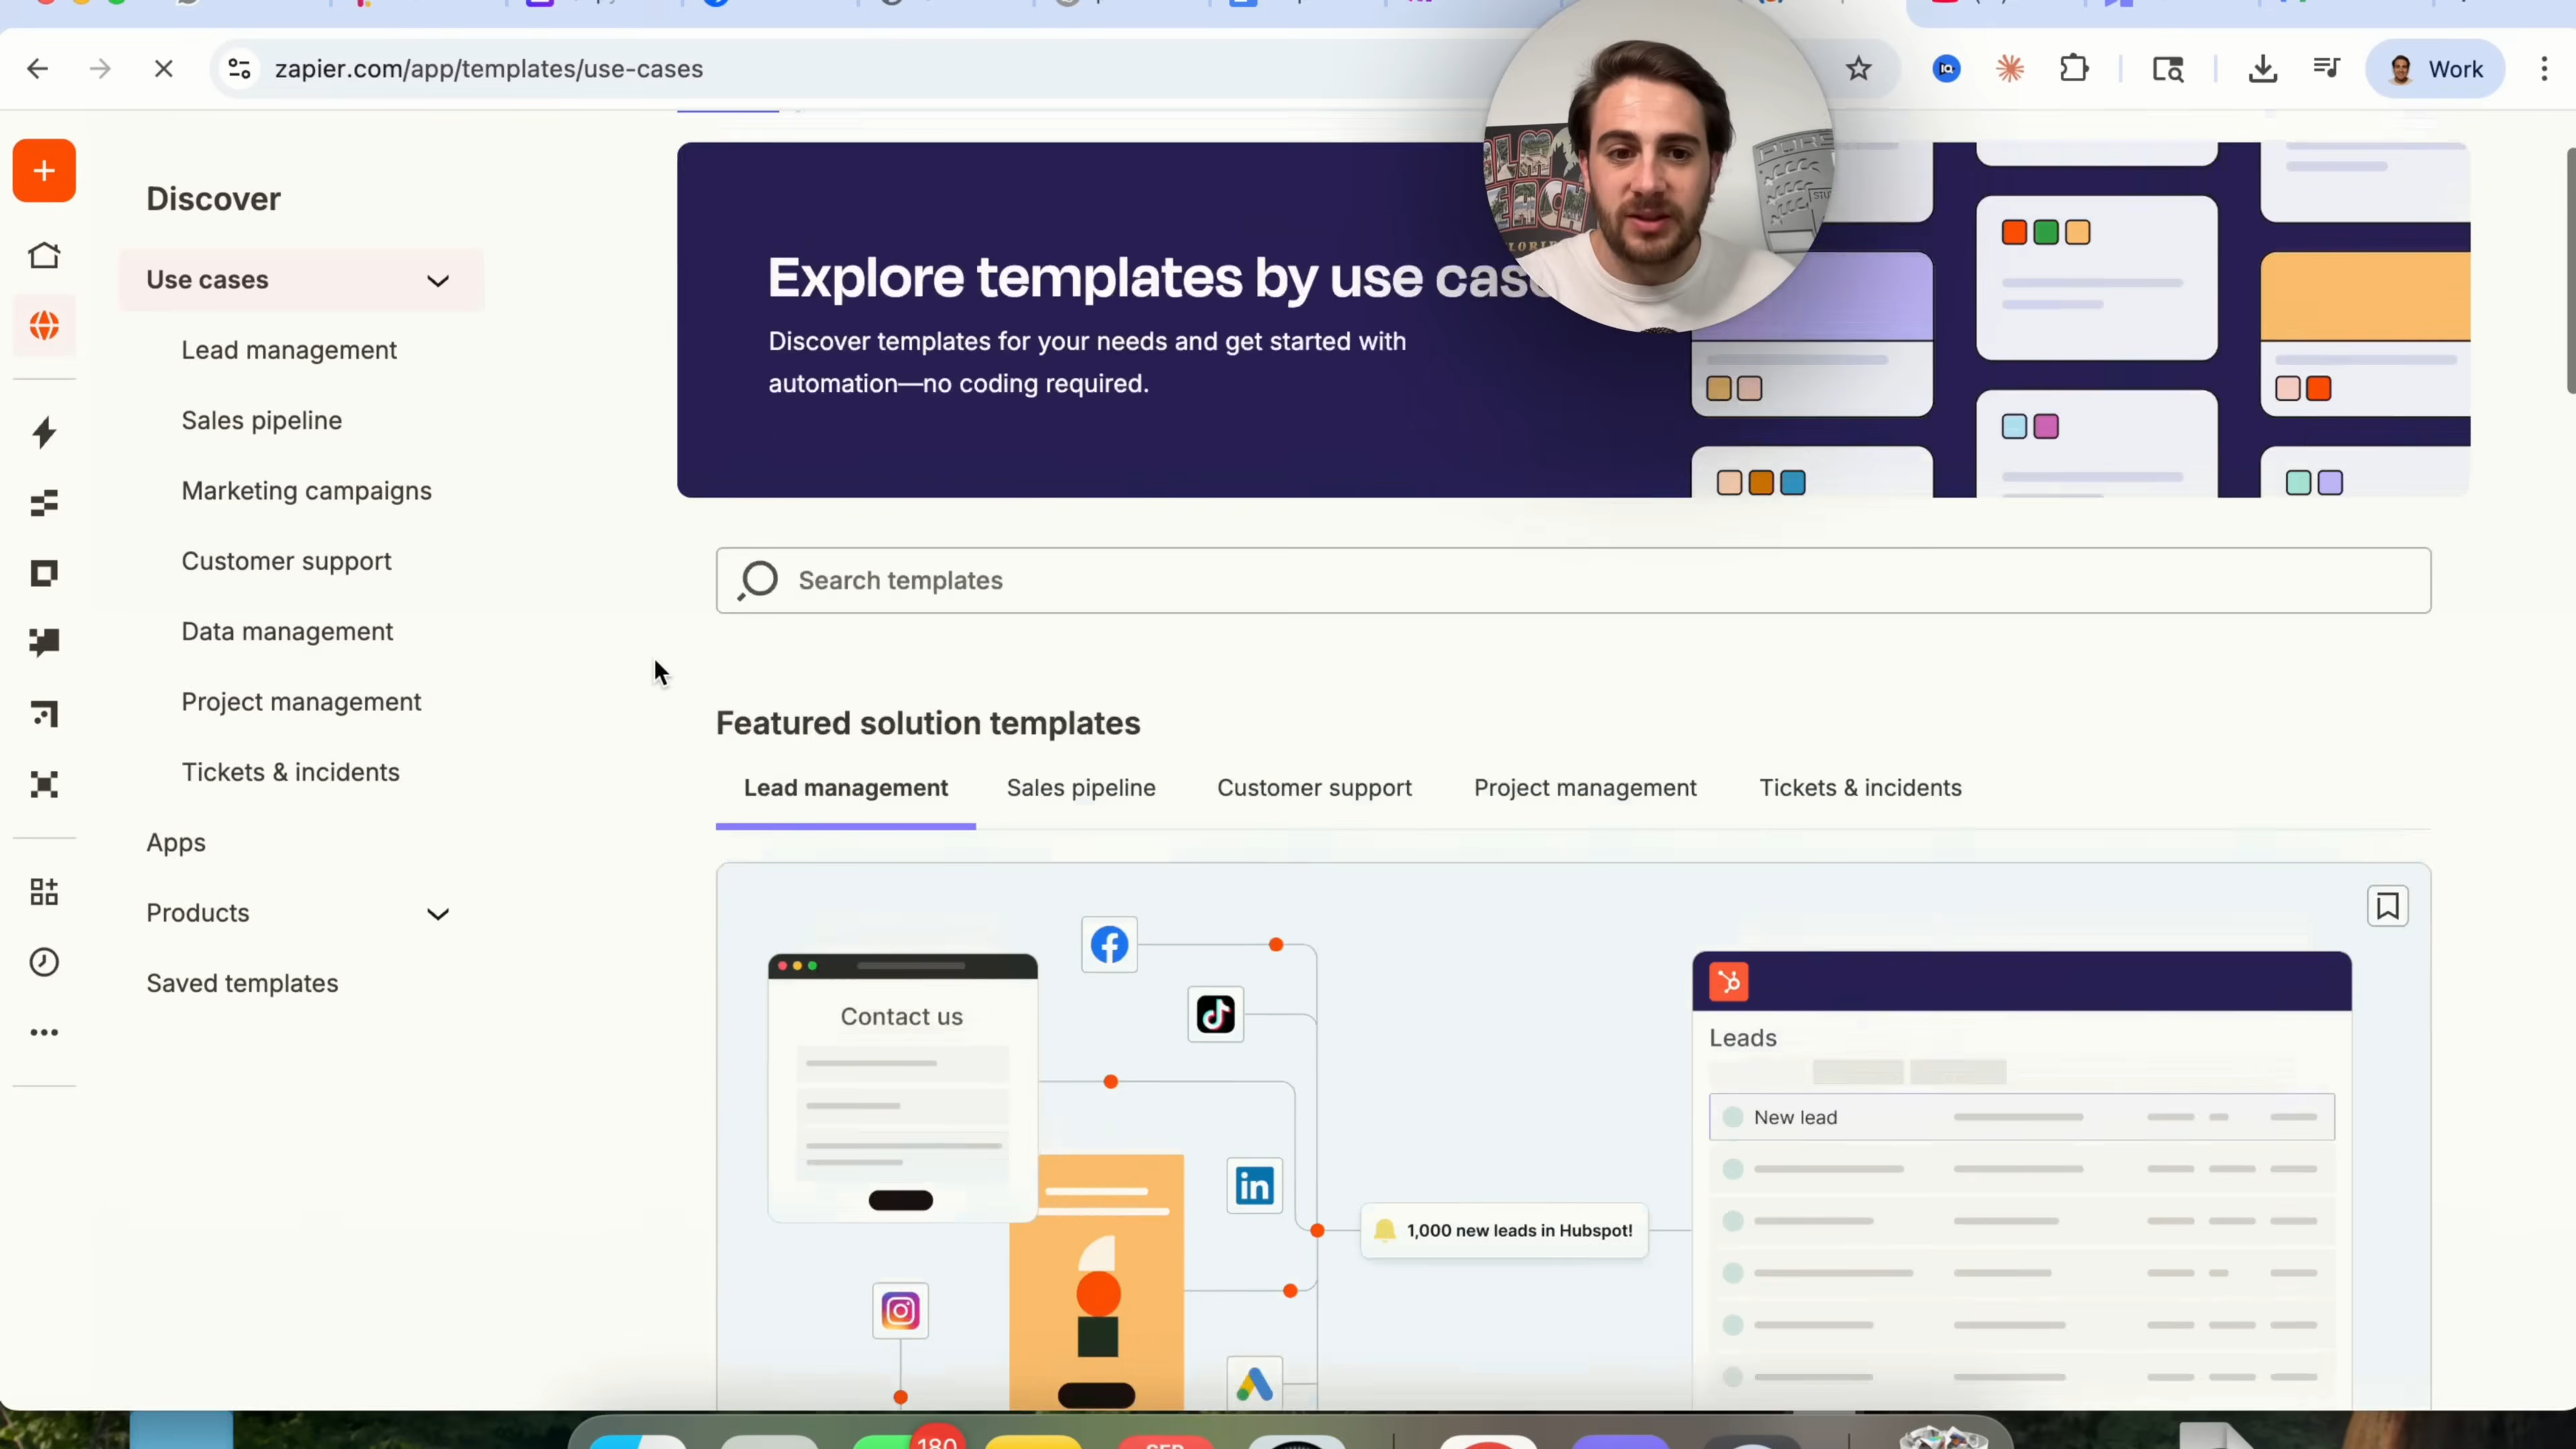 zapier.com/app/templates/use-cases
Work
Discover
Use cases
Lead management
Sales pipeline
Marketing campaigns
Customer support
Data management
Project management
Tickets & incidents
Apps
Products
Saved templates
Explore templates by use cas
Discover templates for your needs and get started with
automation—no coding required.
Search templates
Featured solution templates
Lead management Sales pipeline Customer support Project management Tickets & incidents
Contact us
1,000 new leads in Hubspot!
Leads
New lead
180
SEP